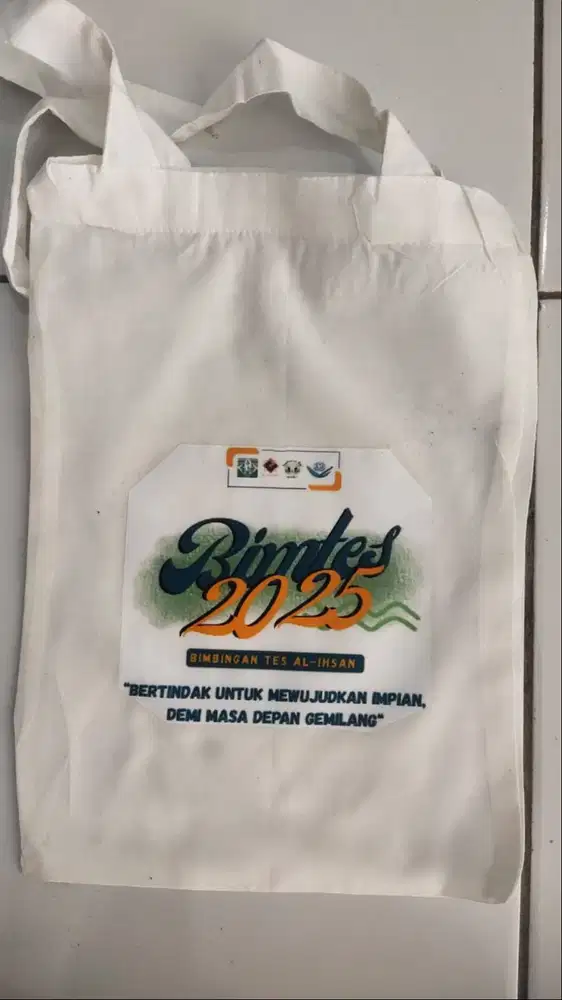 Bimtes
2025
BIMBINGAN TES AL-IHSAN
"BERTINDAK UNTUK MEWUJUDKAN IMPIAN,
DEMI MASA DEPAN GEMILANG"